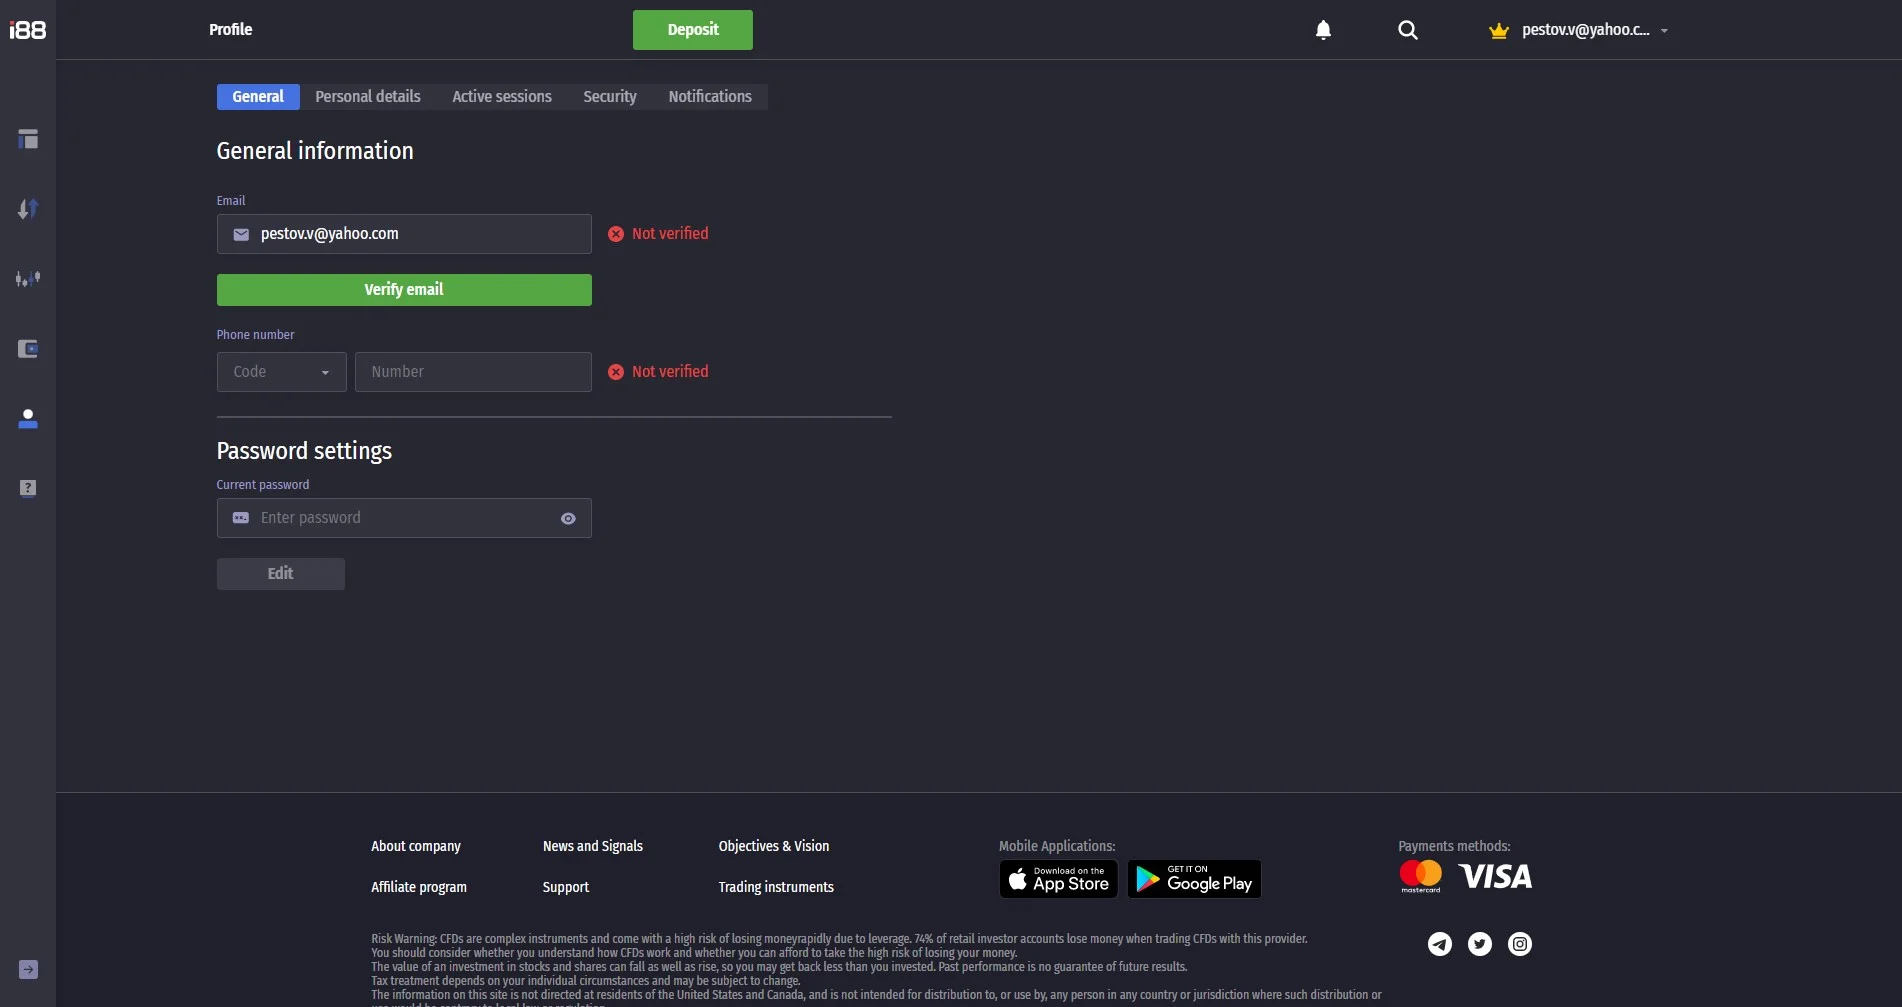 i88
Profile
Deposit
pestov.v@yahoo.c...
General
Personal details
Active sessions
Security
Notifications
General information
Email
pestov.v@yahoo.com
Not verified
Verify email
Phone number
Code
Number
Not verified
Password settings
Current password
Enter password
Edit
?
About company
News and Signals
Objectives & Vision
Mobile Applications:
Payments methods:
Download on the
App Store
GET IT ON
Google Play
mastercard
VISA
Affiliate program
Support
Trading instruments
Risk Warning: CFDs are complex instruments and come with a high risk of losing moneyrapidly due to leverage. 74% of retail investor accounts lose money when trading CFDs with this provider.
You should consider whether you understand how CFDs work and whether you can afford to take the high risk of losing your money.
The value of an investment in stocks and shares can fall as well as rise, so you may get back less than you invested. Past performance is no guarantee of future results.
Tax treatment depends on your individual circumstances and may be subject to change.
The information on this site is not directed at residents of the United States and Canada, and is not intended for distribution to, or use by, any person in any country or jurisdiction where such distribution or